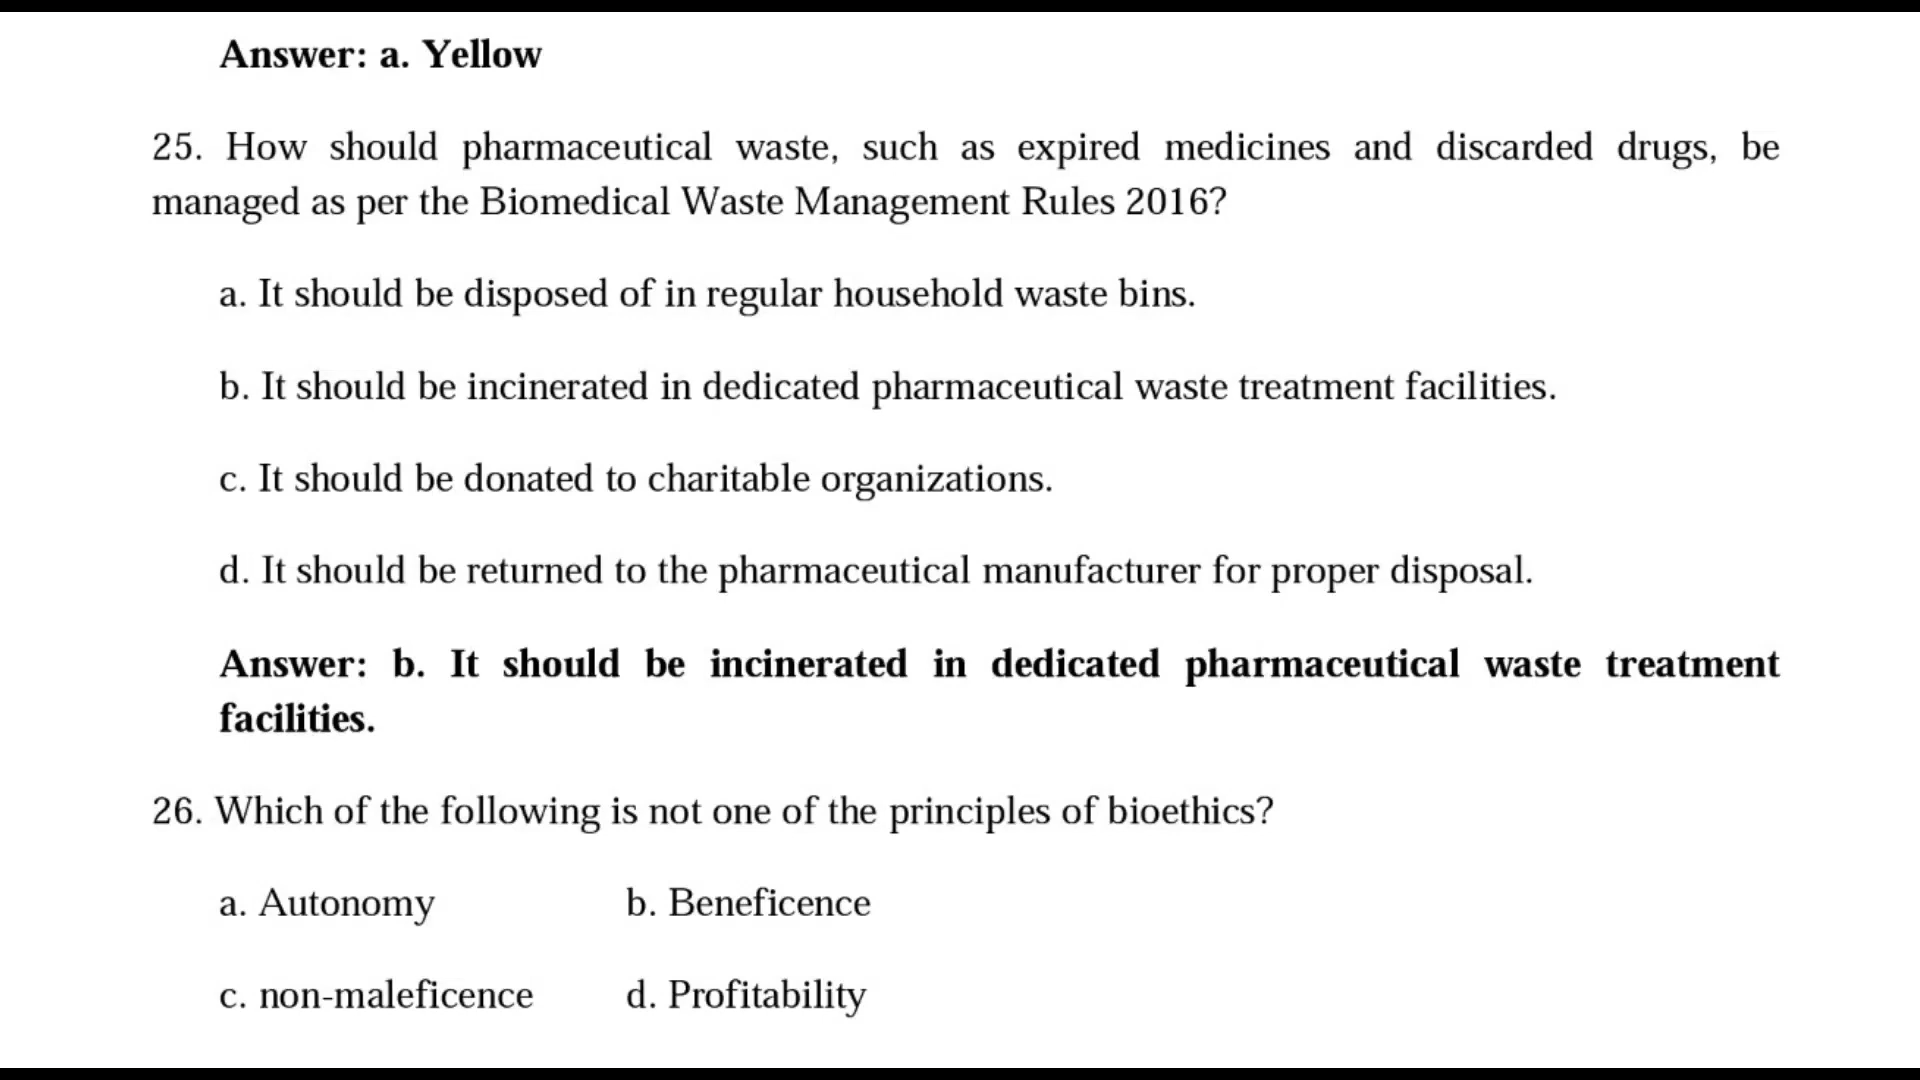 Answer: a. Yellow
25. How should pharmaceutical waste, such as expired medicines and discarded drugs, be
managed as per the Biomedical Waste Management Rules 2016?
a. It should be disposed of in regular household waste bins.
b. It should be incinerated in dedicated pharmaceutical waste treatment facilities.
c. It should be donated to charitable organizations.
d. It should be returned to the pharmaceutical manufacturer for proper disposal.
Answer: b. It should be incinerated in dedicated pharmaceutical waste treatment
facilities.
26. Which of the following is not one of the principles of bioethics?
a. Autonomy b. Beneficence
c. non-maleficence d. Profitability